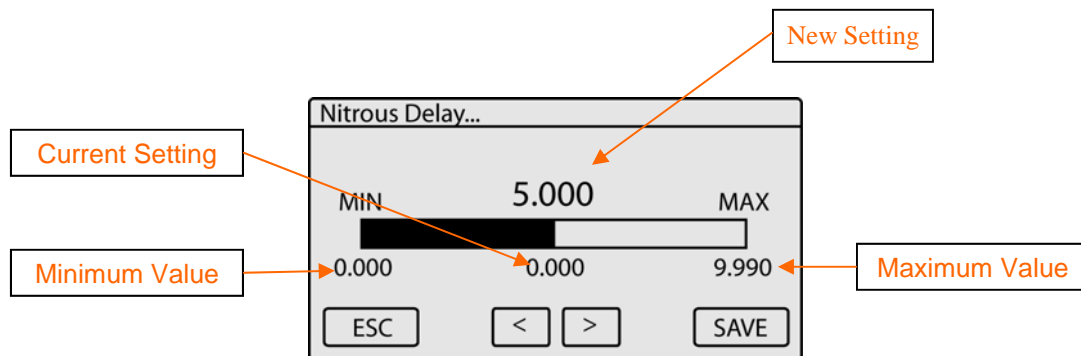 New Setting
Nitrous Delay...
Current Setting
5.000
MIN
MAX
Minimum Value
0.000
0.000
9.990
Maximum Value
ESC
<
>
SAVE